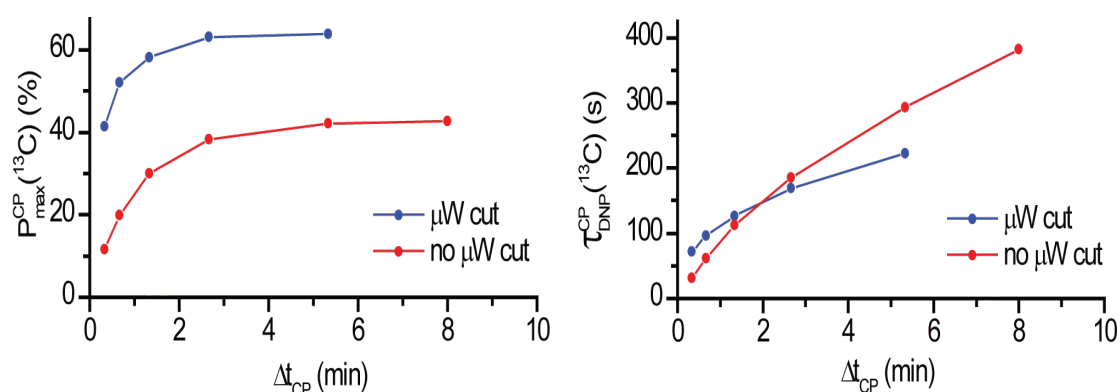 P^CP_max(^13C) (%)
60
40
20
0
μW cut
no μW cut
0 2 4 6 8 10
Δt_CP (min)
τ^CP_DNP(^13C) (s)
400
300
200
100
0
μW cut
no μW cut
0 2 4 6 8 10
Δt_CP (min)